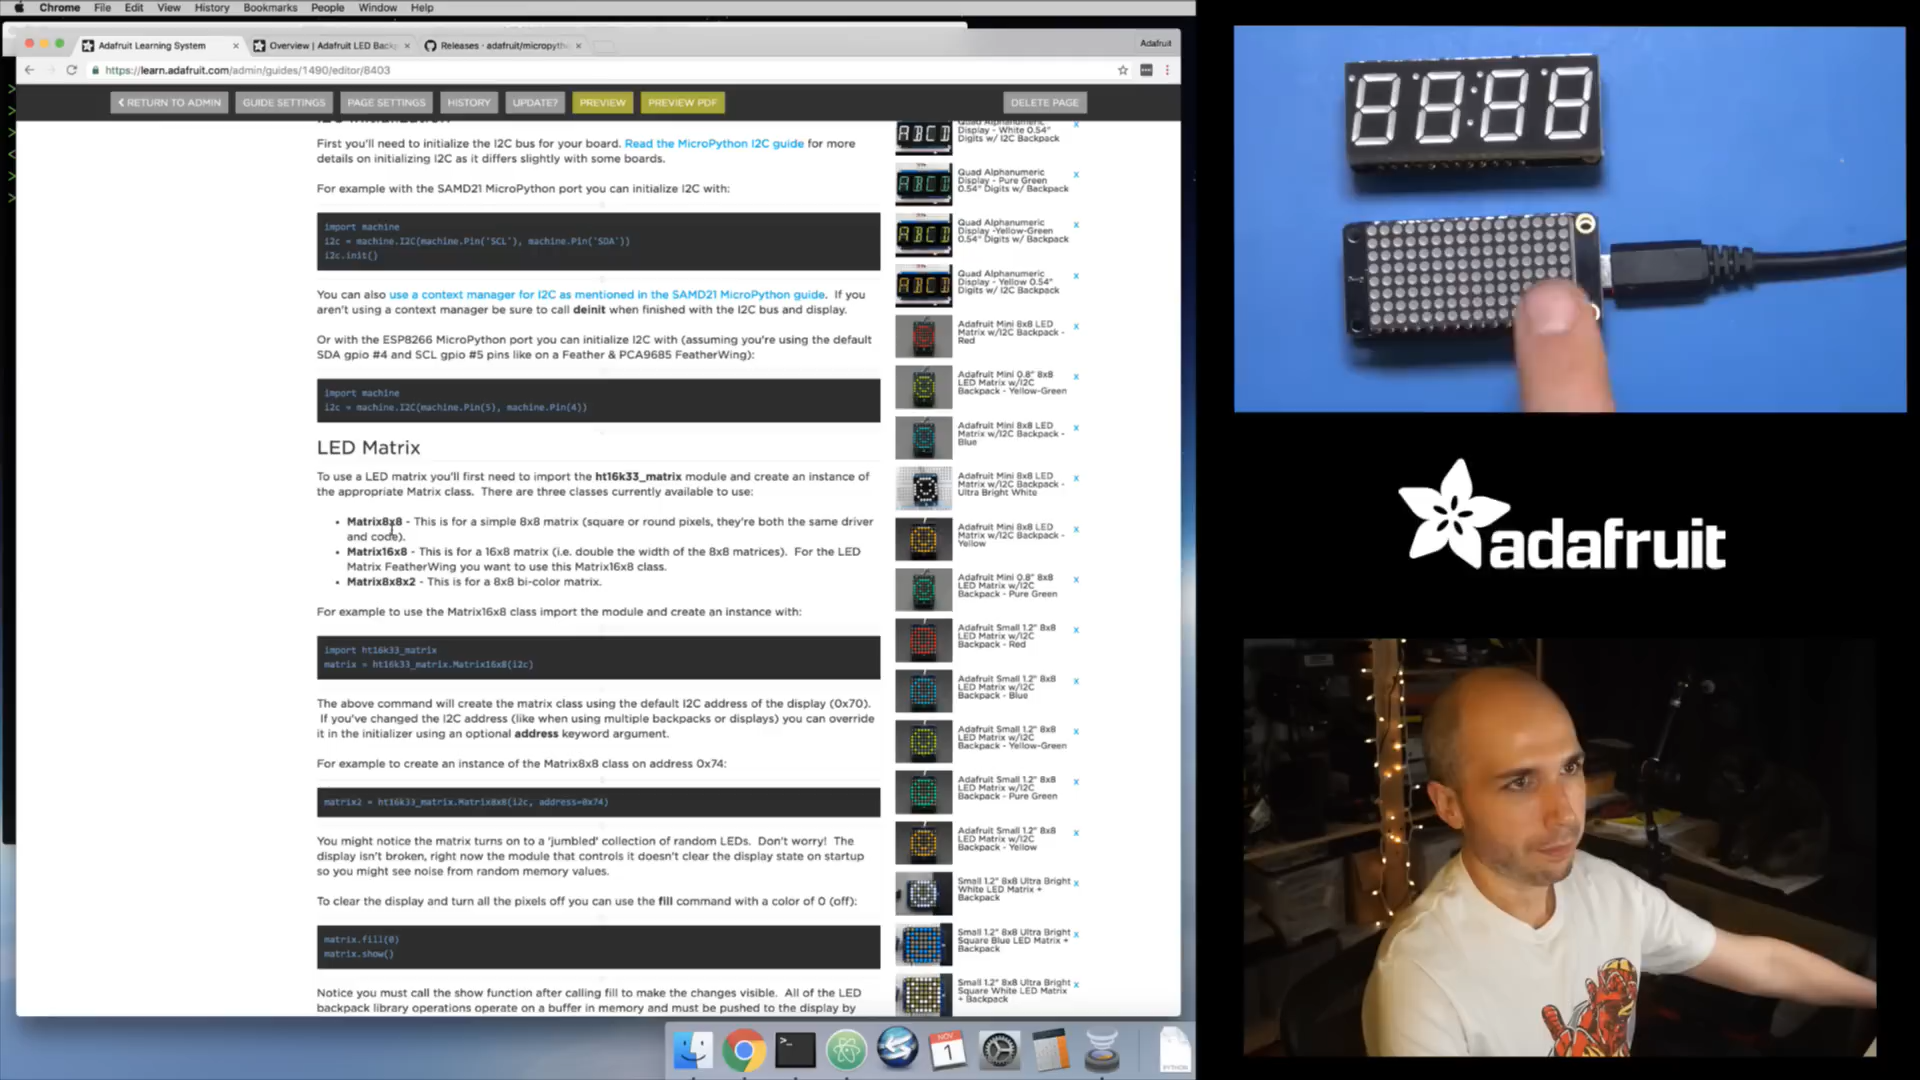 Chrome File Edit View History Bookmarks People Window Help
Adafruit Learning System
Overview | Adafruit LED Back
Releases · adafruit/micropyth
Adafruit
https://learn.adafruit.com/admin/guides/1490/editor/8403
RETURN TO ADMIN
GUIDE SETTINGS
PAGE SETTINGS
HISTORY
UPDATE?
PREVIEW
PREVIEW PDF
DELETE PAGE
I2C Initialization
First you'll need to initialize the I2C bus for your board. Read the MicroPython I2C guide for more
details on initializing I2C as it differs slightly with some boards.
For example with the SAMD21 MicroPython port you can initialize I2C with:
import machine
i2c = machine.I2C(machine.Pin('SCL'), machine.Pin('SDA'))
i2c.init()
You can also use a context manager for I2C as mentioned in the SAMD21 MicroPython guide. If you
aren't using a context manager be sure to call deinit when finished with the I2C bus and display.
Or with the ESP8266 MicroPython port you can initialize I2C with (assuming you're using the default
SDA gpio #4 and SCL gpio #5 pins like on a Feather & PCA9685 FeatherWing):
import machine
i2c = machine.I2C(machine.Pin(5), machine.Pin(4))
LED Matrix
To use a LED matrix you'll first need to import the ht16k33_matrix module and create an instance of
the appropriate Matrix class. There are three classes currently available to use:
• Matrix8x8 - This is for a simple 8x8 matrix (square or round pixels, they're both the same driver
and code).
• Matrix16x8 - This is for a 16x8 matrix (i.e. double the width of the 8x8 matrices). For the LED
Matrix FeatherWing you want to use this Matrix16x8 class.
• Matrix8x8x2 - This is for a 8x8 bi-color matrix.
For example to use the Matrix16x8 class import the module and create an instance with:
import ht16k33_matrix
matrix = ht16k33_matrix.Matrix16x8(i2c)
The above command will create the matrix class using the default I2C address of the display (0x70).
If you've changed the I2C address (like when using multiple backpacks or displays) you can override
it in the initializer using an optional address keyword argument.
For example to create an instance of the Matrix8x8 class on address 0x74:
matrix2 = ht16k33_matrix.Matrix8x8(i2c, address=0x74)
You might notice the matrix turns on to a 'jumbled' collection of random LEDs. Don't worry! The
display isn't broken, right now the module that controls it doesn't clear the display state on startup
so you might see noise from random memory values.
To clear the display and turn all the pixels off you can use the fill command with a color of 0 (off):
matrix.fill(0)
matrix.show()
Notice you must call the show function after calling fill to make the changes visible. All of the LED
backpack library operations operate on a buffer in memory and must be pushed to the display by
ABCD
Quad Alphanumeric
Display - White 0.54"
Digits w/ I2C Backpack
x
ABCD
Quad Alphanumeric
Display - Pure Green
0.54" Digits w/ Backpack
x
ABCD
Quad Alphanumeric
Display -Yellow-Green
0.54" Digits w/ Backpack
x
ABCD
Quad Alphanumeric
Display - Yellow 0.54"
Digits w/ I2C Backpack
x
Adafruit Mini 8x8 LED
Matrix w/I2C Backpack -
Red
x
Adafruit Mini 0.8" 8x8
LED Matrix w/I2C
Backpack - Yellow-Green
x
Adafruit Mini 8x8 LED
Matrix w/I2C Backpack -
Blue
x
Adafruit Mini 8x8 LED
Matrix w/I2C Backpack -
Ultra Bright White
x
Adafruit Mini 8x8 LED
Matrix w/I2C Backpack -
Yellow
x
Adafruit Mini 0.8" 8x8
LED Matrix w/I2C
Backpack - Pure Green
x
Adafruit Small 1.2" 8x8
LED Matrix w/I2C
Backpack - Red
x
Adafruit Small 1.2" 8x8
LED Matrix w/I2C
Backpack - Blue
x
Adafruit Small 1.2" 8x8
LED Matrix w/I2C
Backpack - Yellow-Green
x
Adafruit Small 1.2" 8x8
LED Matrix w/I2C
Backpack - Pure Green
x
Adafruit Small 1.2" 8x8
LED Matrix w/I2C
Backpack - Yellow
x
Small 1.2" 8x8 Ultra Bright
White LED Matrix +
Backpack
x
Small 1.2" 8x8 Ultra Bright
Square Blue LED Matrix +
Backpack
x
Small 1.2" 8x8 Ultra Bright
Square White LED Matrix
+ Backpack
x
NOV
1
PYTHON
adafruit